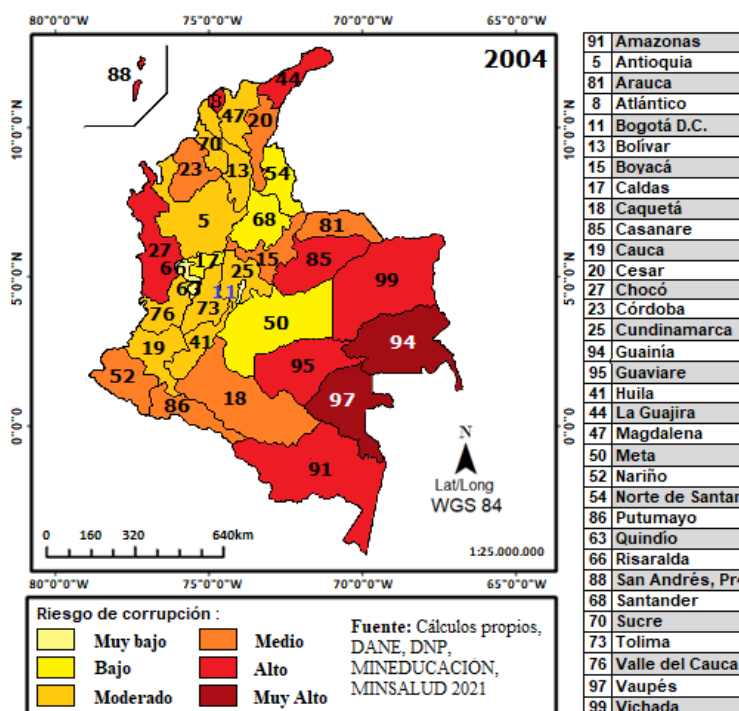 80°0'0"O 75°0'0"O 70°0'0"O 65°0'0"O
2004
88
44
8
47
20
10°0'0"N
10°0'0"N
70
23
13
54
5
68
81
27
15
85
66
17
25
99
5°0'0"N
5°0'0"N
63
11
73
76
50
94
19
41
95
52
18
97
86
0°0'0"
0°0'0"
91
N
Lat/Long
WGS 84
0 160 320 640km
1:25.000.000
80°0'0"O 75°0'0"O 70°0'0"O 65°0'0"O
Riesgo de corrupción :
Muy bajo
Bajo
Moderado
Medio
Alto
Muy Alto
Fuente: Cálculos propios,
DANE, DNP,
MINEDUCACIÓN,
MINSALUD 2021
91 Amazonas
5 Antioquia
81 Arauca
8 Atlántico
11 Bogotá D.C.
13 Bolívar
15 Boyacá
17 Caldas
18 Caquetá
85 Casanare
19 Cauca
20 Cesar
27 Chocó
23 Córdoba
25 Cundinamarca
94 Guainía
95 Guaviare
41 Huila
44 La Guajira
47 Magdalena
50 Meta
52 Nariño
54 Norte de Santan
86 Putumayo
63 Quindío
66 Risaralda
88 San Andrés, Pr
68 Santander
70 Sucre
73 Tolima
76 Valle del Cauca
97 Vaupés
99 Vichada